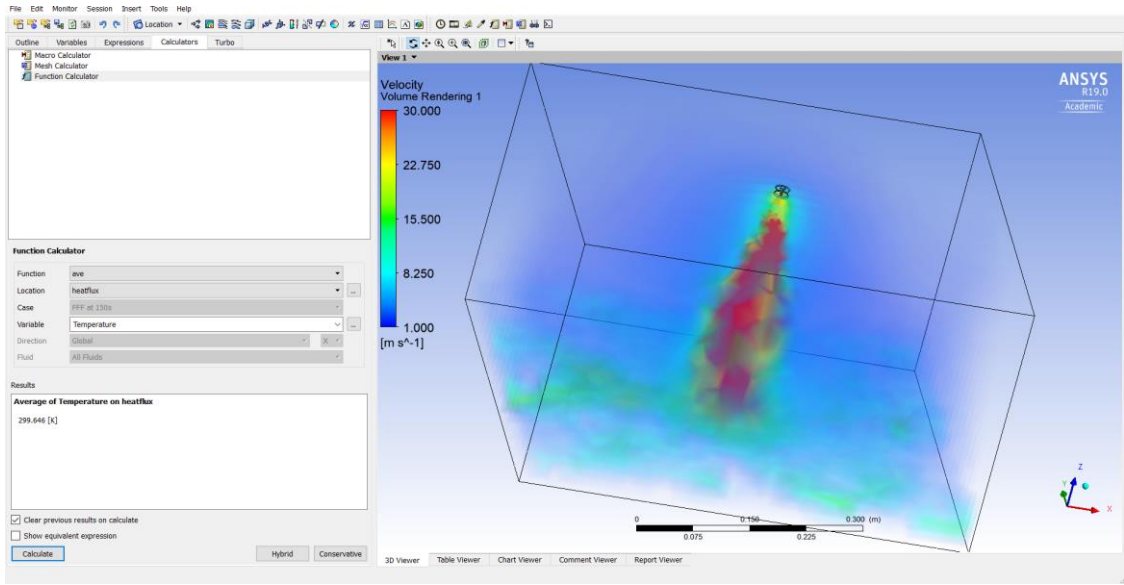 File Edit Monitor Session Insert Tools Help
Location
Outline Variables Expressions Calculators Turbo
Macro Calculator
Mesh Calculator
Function Calculator
Function Calculator
Function ave
Location heatflux
...
Case FFF at 150s
Variable Temperature
...
Direction Global X
Fluid All Fluids
Results
Average of Temperature on heatflux
299.646 [K]
Clear previous results on calculate
Show equivalent expression
Calculate Hybrid Conservative
View 1
Velocity
Volume Rendering 1
30.000
22.750
15.500
8.250
1.000
[m s^-1]
ANSYS
R19.0
Academic
Z
Y
X
0 0.150 0.300 (m)
0.075 0.225
3D Viewer Table Viewer Chart Viewer Comment Viewer Report Viewer